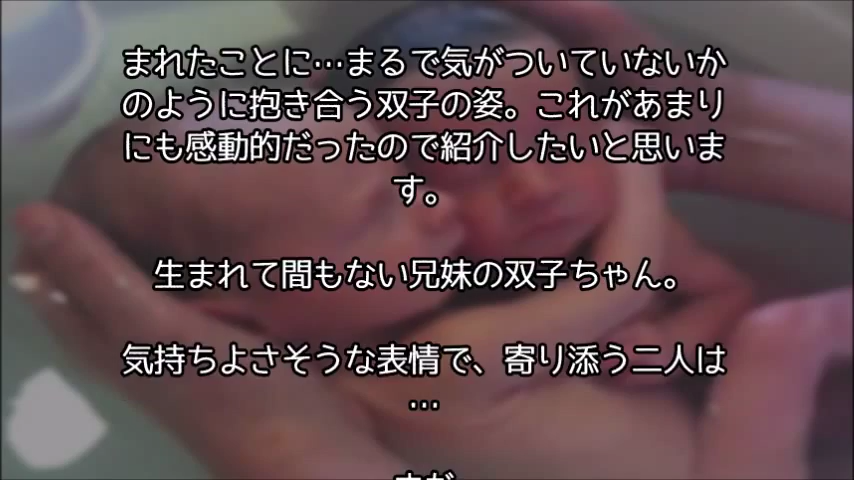 まれたことに…まるで気がついていないか
のように抱き合う双子の姿。これがあまり
にも感動的だったので紹介したいと思いま
す。
生まれて間もない兄妹の双子ちゃん。
気持ちよさそうな表情で、寄り添う二人は
…